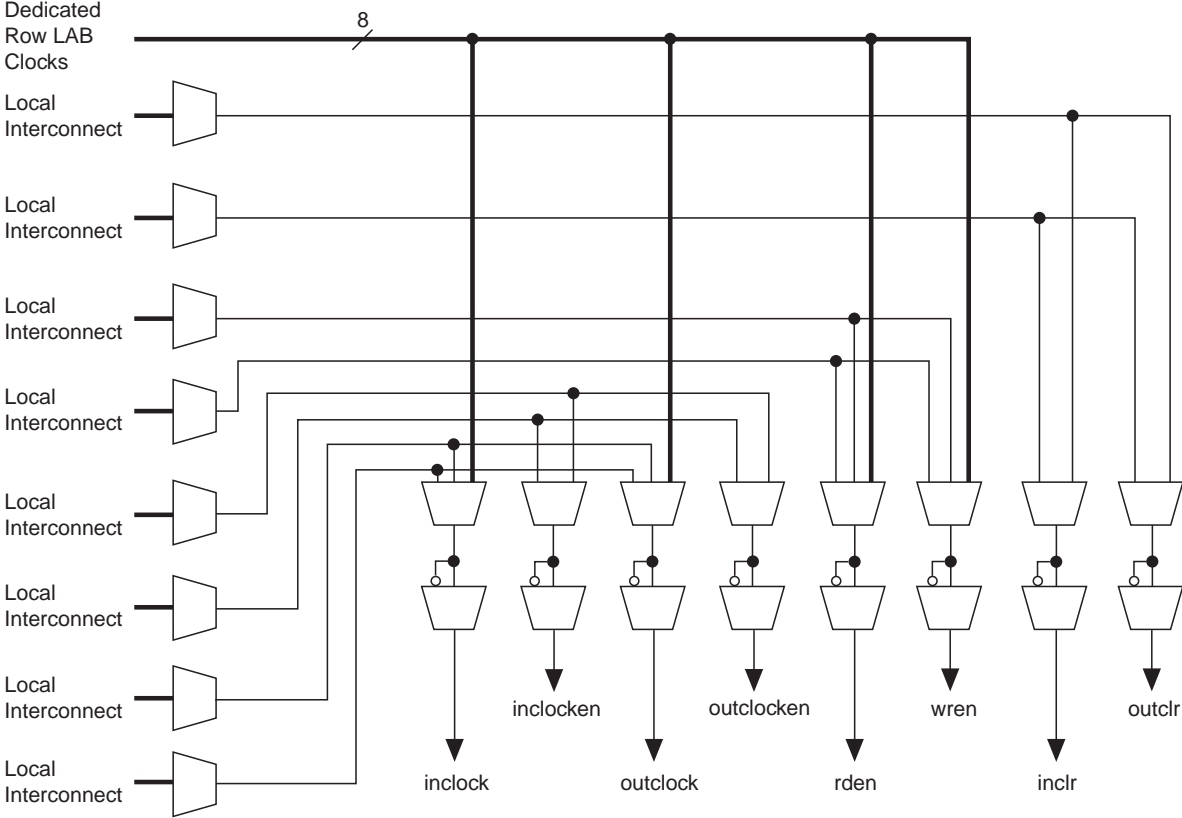 Dedicated
Row LAB
Clocks
8
Local
Interconnect
Local
Interconnect
Local
Interconnect
Local
Interconnect
Local
Interconnect
Local
Interconnect
Local
Interconnect
Local
Interconnect
inclocken
outclocken
wren
outclr
inclock
outclock
rden
inclr